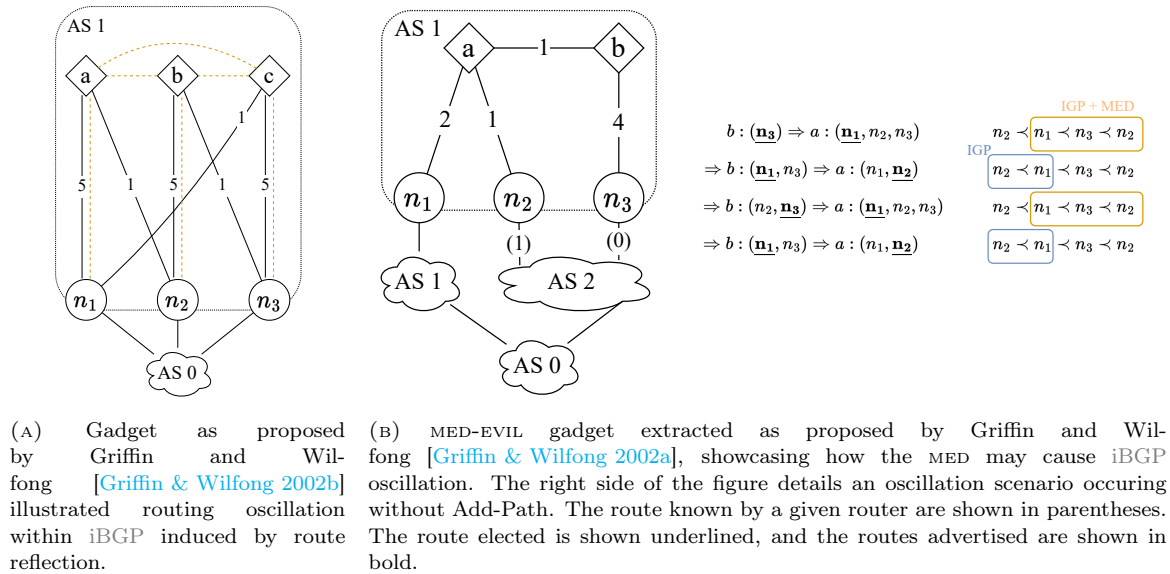 AS 1
a
b
c
1
5
1
5
1
5
n1
n2
n3
AS 0
AS 1
a
1
b
2
1
4
n1
n2
n3
(1)
(0)
AS 1
AS 2
AS 0
IGP + MED
b : (n3) ⇒ a : (n1, n2, n3)
n2 ≺ n1 ≺ n3 ≺ n2
IGP
⇒ b : (n1, n3) ⇒ a : (n1, n2)
n2 ≺ n1 ≺ n3 ≺ n2
⇒ b : (n2, n3) ⇒ a : (n1, n2, n3)
n2 ≺ n1 ≺ n3 ≺ n2
⇒ b : (n1, n3) ⇒ a : (n1, n2)
n2 ≺ n1 ≺ n3 ≺ n2
(A) Gadget as proposed
by Griffin and Wil-
fong [Griffin & Wilfong 2002b]
illustrated routing oscillation
within iBGP induced by route
reflection.
(B) MED-EVIL gadget extracted as proposed by Griffin and Wil-
fong [Griffin & Wilfong 2002a], showcasing how the MED may cause iBGP
oscillation. The right side of the figure details an oscillation scenario occuring
without Add-Path. The route known by a given router are shown in parentheses.
The route elected is shown underlined, and the routes advertised are shown in
bold.